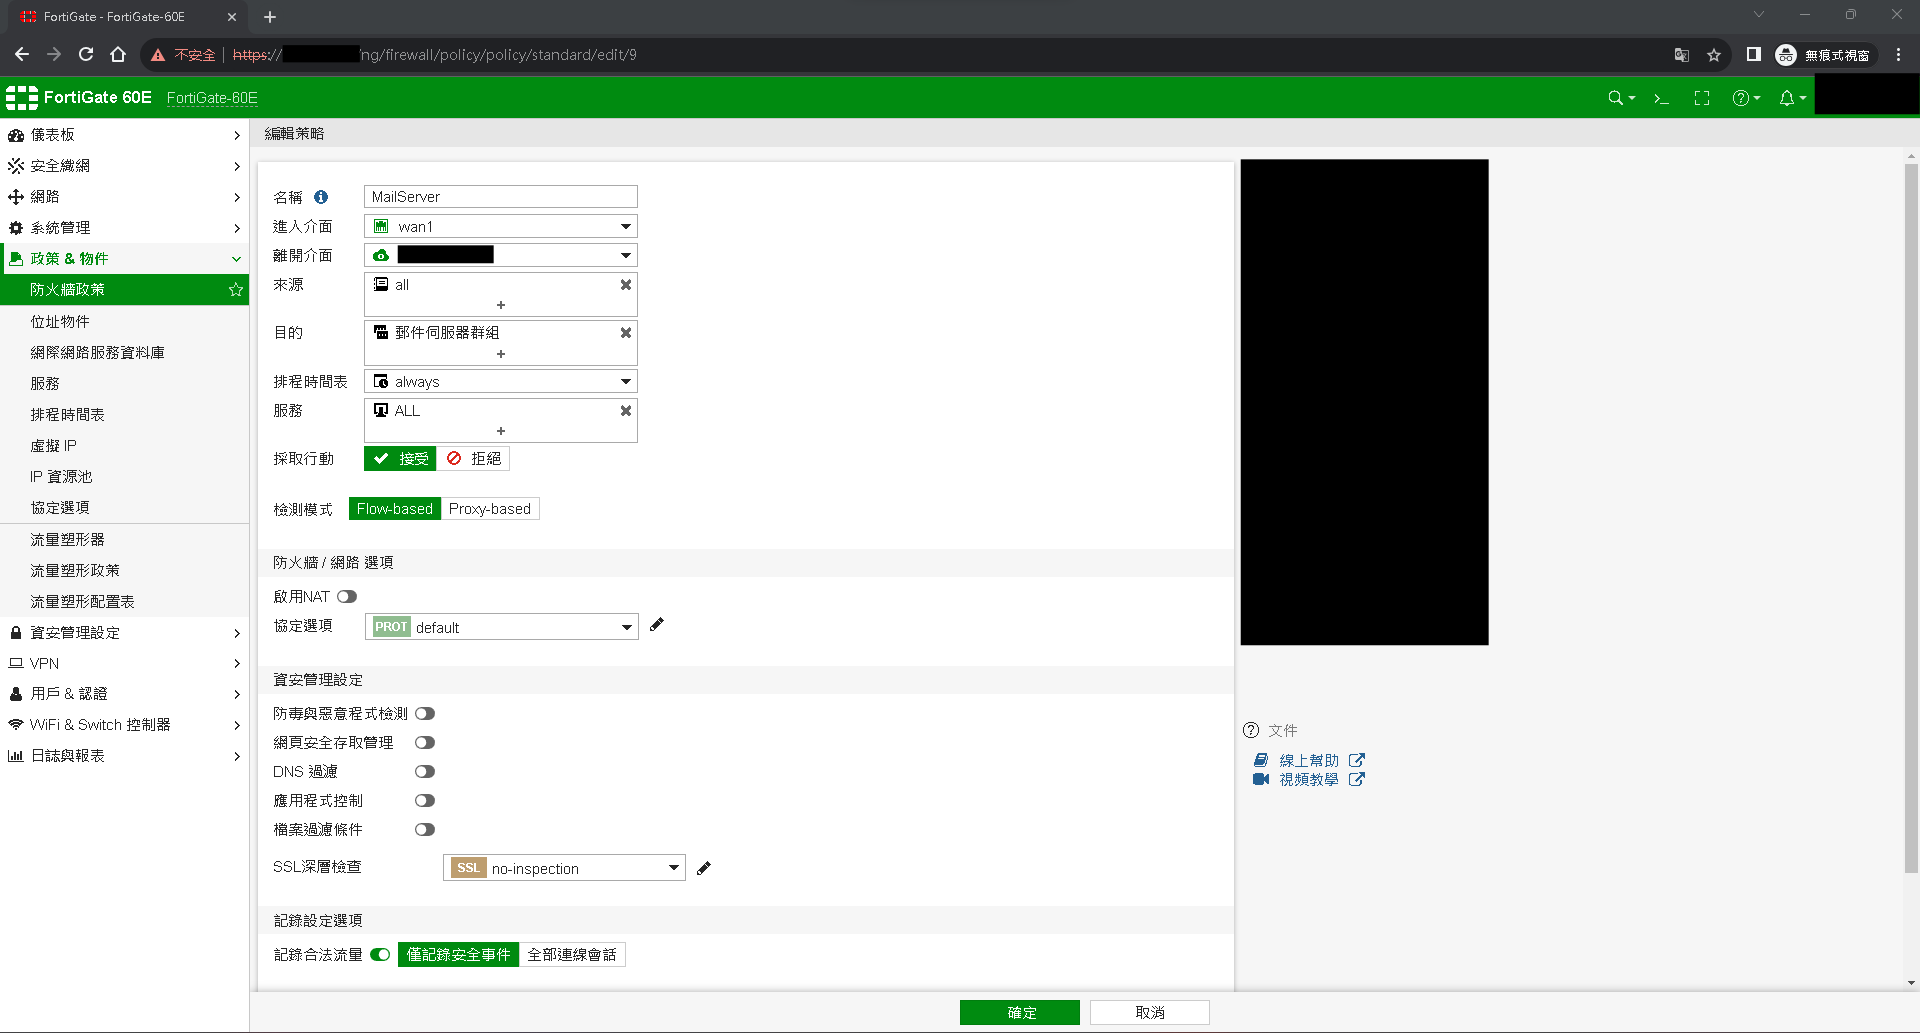 FortiGate - FortiGate-60E
不安全 https:// /ng/firewall/policy/policy/standard/edit/9
無痕式視窗
FortiGate 60E FortiGate-60E
儀表板
安全織網
網路
系統管理
政策 & 物件
防火牆政策
位址物件
網際網路服務資料庫
服務
排程時間表
虛擬 IP
IP 資源池
協定選項
流量塑形器
流量塑形政策
流量塑形配置表
資安管理設定
VPN
用戶 & 認證
WiFi & Switch 控制器
日誌與報表
編輯策略
名稱 MailServer
進入介面 wan1
離開介面
來源 all
+
目的 郵件伺服器群組
+
排程時間表 always
服務 ALL
+
採取行動 接受 拒絕
檢測模式 Flow-based Proxy-based
防火牆 / 網路 選項
啟用NAT
協定選項 PROT default
資安管理設定
防毒與惡意程式檢測
網頁安全存取管理
DNS 過濾
應用程式控制
檔案過濾條件
SSL深層檢查 SSL no-inspection
記錄設定選項
記錄合法流量 僅記錄安全事件 全部連線會話
確定 取消
文件
線上幫助
視頻教學